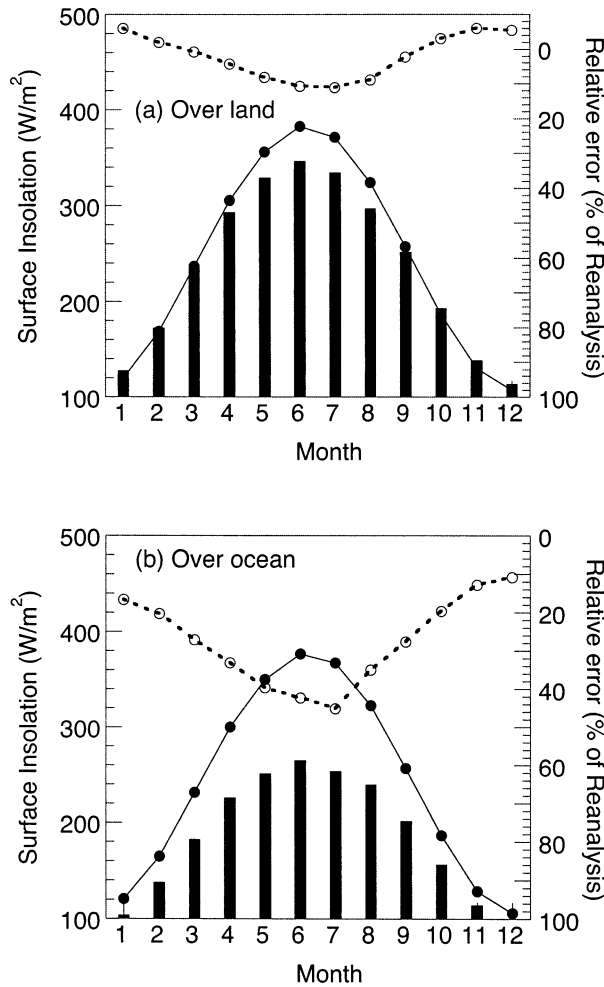 500
400
300
200
100
Surface Insolation (W/m²)
(a) Over land
0
20
40
60
80
100
Relative error (% of Reanalysis)
1 2 3 4 5 6 7 8 9 10 11 12
Month
500
400
300
200
100
Surface Insolation (W/m²)
(b) Over ocean
0
20
40
60
80
100
Relative error (% of Reanalysis)
1 2 3 4 5 6 7 8 9 10 11 12
Month